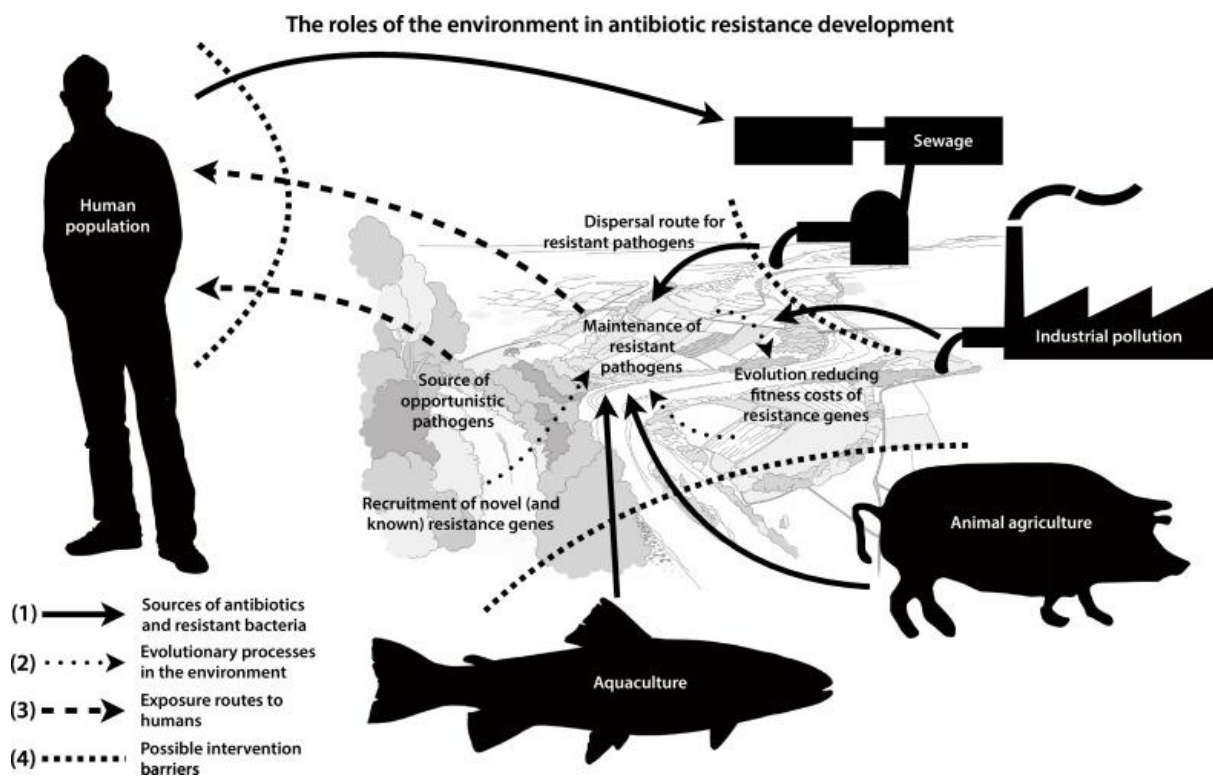 The roles of the environment in antibiotic resistance development
Sewage
Human
population
Dispersal route for
resistant pathogens
Industrial pollution
Maintenance of
resistant
pathogens
Source of
opportunistic
pathogens
Evolution reducing
fitness costs of
resistance genes
Recruitment of novel (and
known) resistance genes
Animal agriculture
Aquaculture
(1) Sources of antibiotics
and resistant bacteria
(2) Evolutionary processes
in the environment
(3) Exposure routes to
humans
(4) Possible intervention
barriers